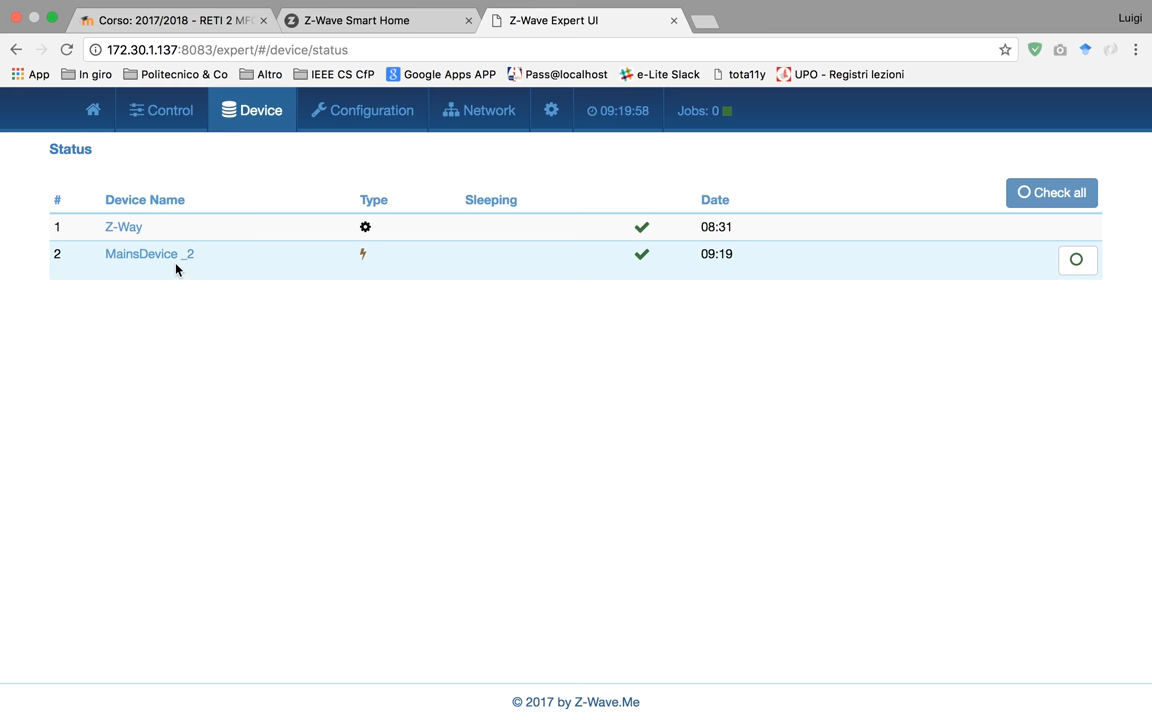 Corso: 2017/2018 - RETI 2 MFC
Z-Wave Smart Home
Z-Wave Expert UI
Luigi
172.30.1.137:8083/expert/#/device/status
App In giro Politecnico & Co Altro IEEE CS CfP Google Apps APP Pass@localhost e-Lite Slack tota11y UPO - Registri lezioni
Control Device Configuration Network 09:19:58 Jobs: 0
Status
# Device Name Type Sleeping Date Check all
1 Z-Way 08:31
2 MainsDevice _2 09:19
© 2017 by Z-Wave.Me